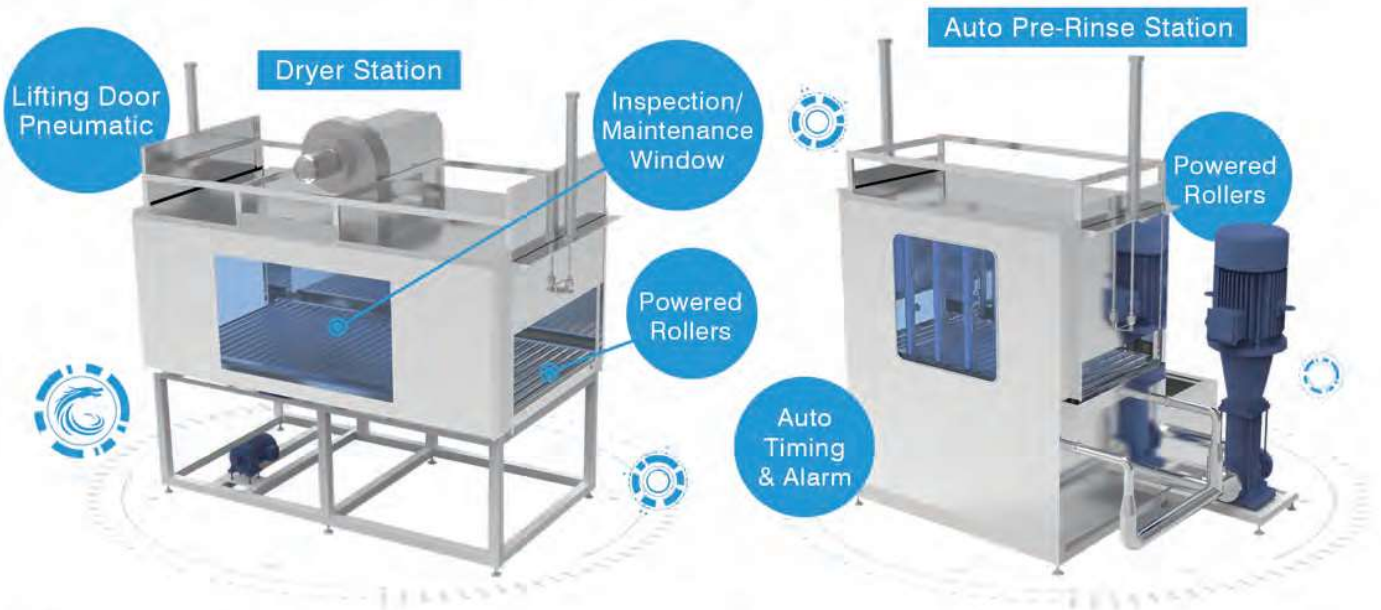 Dryer Station
Lifting Door
Pneumatic
Inspection/
Maintenance
Window
Powered
Rollers
Auto Pre-Rinse Station
Powered
Rollers
Auto
Timing
& Alarm